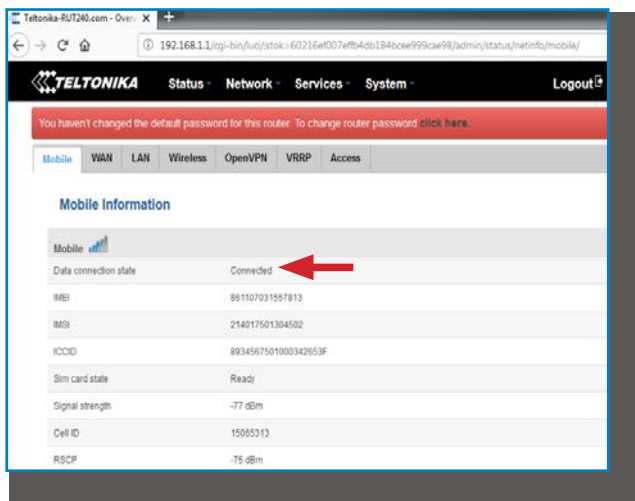 Teltonika-RUT240.com - Over
192.168.1.1/cgi-bin/luci/stok=60216ef007effb4db184bcee999cae98/admin/status/netinfo/mobile/
TELTONIKA Status Network Services System Logout
You haven't changed the default password for this router. To change router password click here.
Mobile WAN LAN Wireless OpenVPN VRRP Access
Mobile Information
Mobile
Data connection state Connected
IMEI 861107031557813
IMSI 214017501304502
ICCID 8934567501000342653F
Sim card state Ready
Signal strength -77 dBm
Cell ID 15065313
RSCP -75 dBm